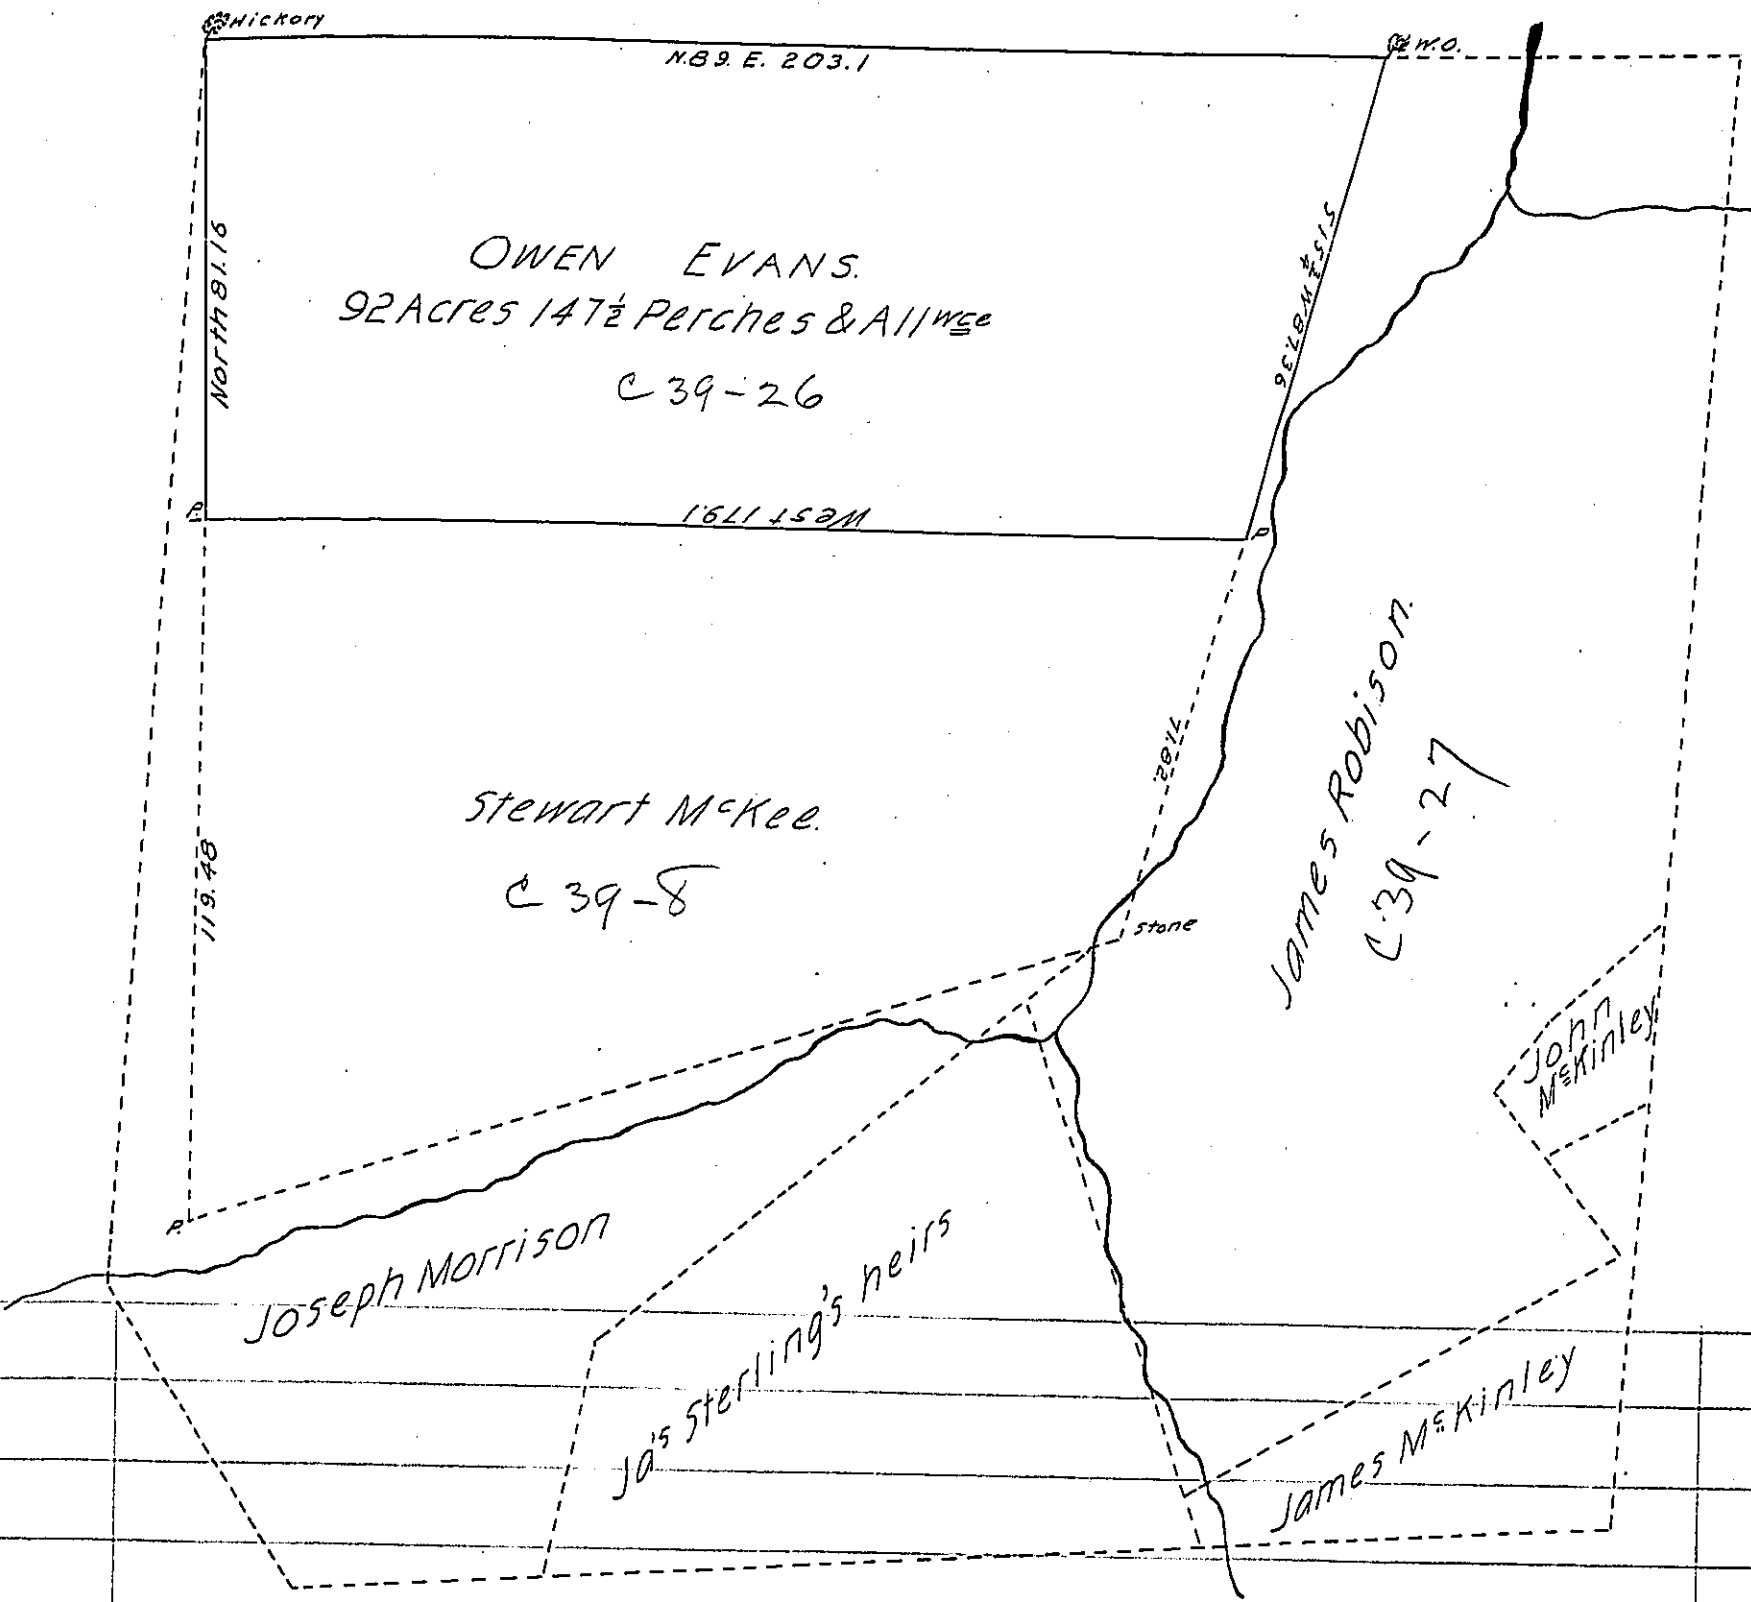 Hickory
W.O.
N.89. E. 203.1
North 81.16
OWEN EVANS.
92 Acres 147½ Perches & Allwce
C 39-26
S 15¾ W 87.36
P.
West 179.1
P
71.82
Stewart McKee.
C 39-8
119.48
James Robison.
C 39-27
Stone
John
McKinley
P.
Joseph Morrison
Ja's Sterling's heirs
James McKinley